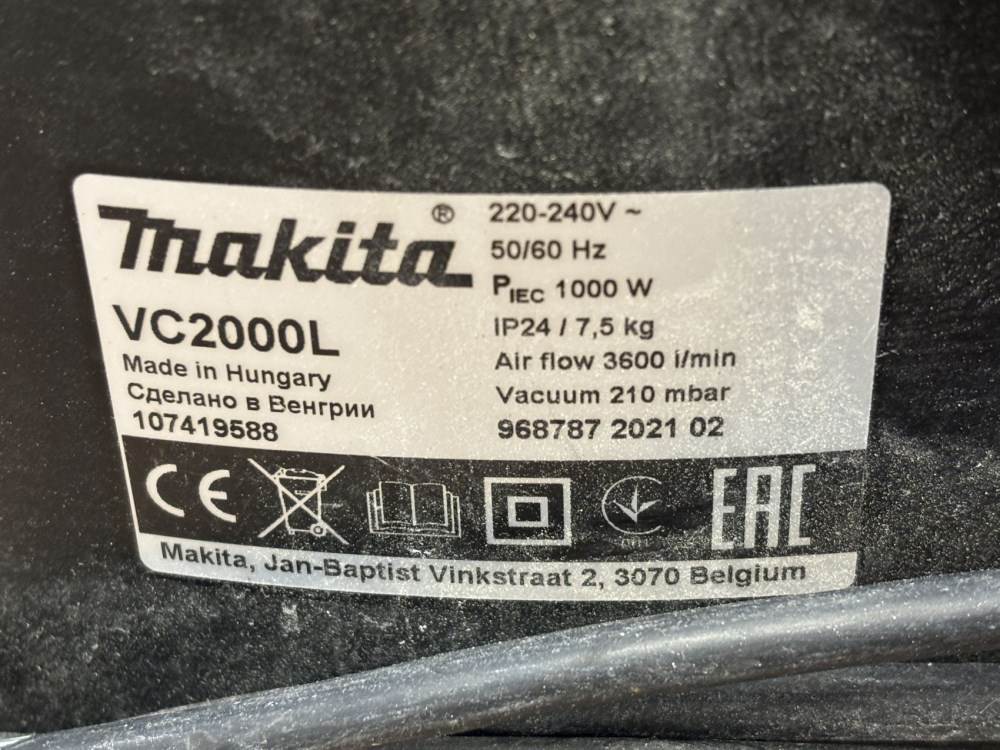 makita®
VC2000L
Made in Hungary
Сделано в Венгрии
107419588
220-240V ~
50/60 Hz
PIEC 1000 W
IP24 / 7,5 kg
Air flow 3600 i/min
Vacuum 210 mbar
968787 2021 02
CE
EAC
Makita, Jan-Baptist Vinkstraat 2, 3070 Belgium